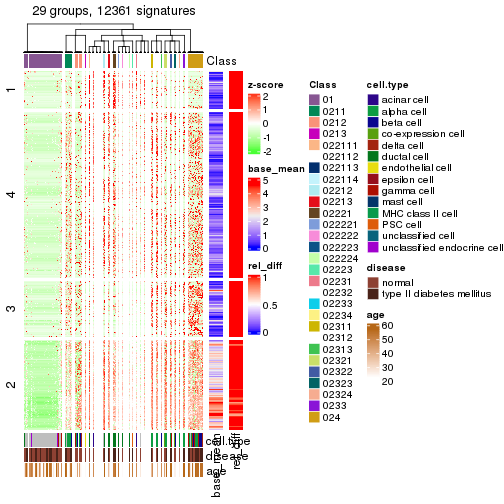 29 groups, 12361 signatures
Class
1
4
3
2
cell.type
disease
age
base_mean
rel_diff
z-score
2
1
0
-1
-2
base_mean
5
4
3
2
1
0
rel_diff
1
0.5
0
Class
01
0211
0212
0213
022111
022112
022113
022114
02212
02213
02221
022221
022222
022223
022224
02223
02231
02232
02233
02234
02311
02312
02313
02321
02322
02323
02324
0233
024
cell.type
acinar cell
alpha cell
beta cell
co-expression cell
delta cell
ductal cell
endothelial cell
epsilon cell
gamma cell
mast cell
MHC class II cell
PSC cell
unclassified cell
unclassified endocrine cell
disease
normal
type II diabetes mellitus
age
60
50
40
30
20